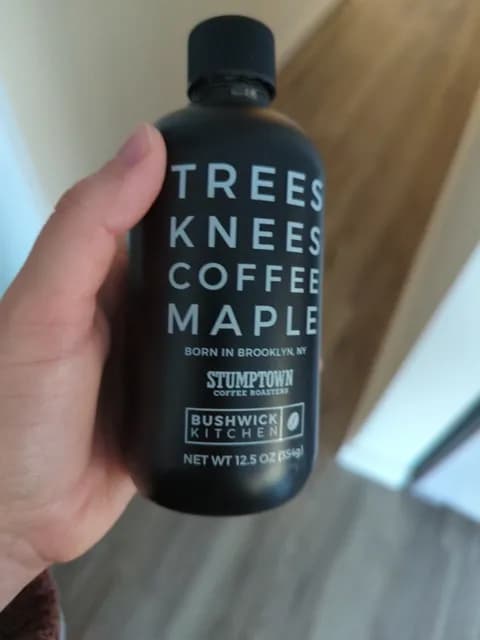 TREES
KNEES
COFFEE
MAPLE
BORN IN BROOKLYN, NY
STUMPTOWN
COFFEE ROASTERS
BUSHWICK
KITCHEN
NET WT 12.5 OZ (354g)